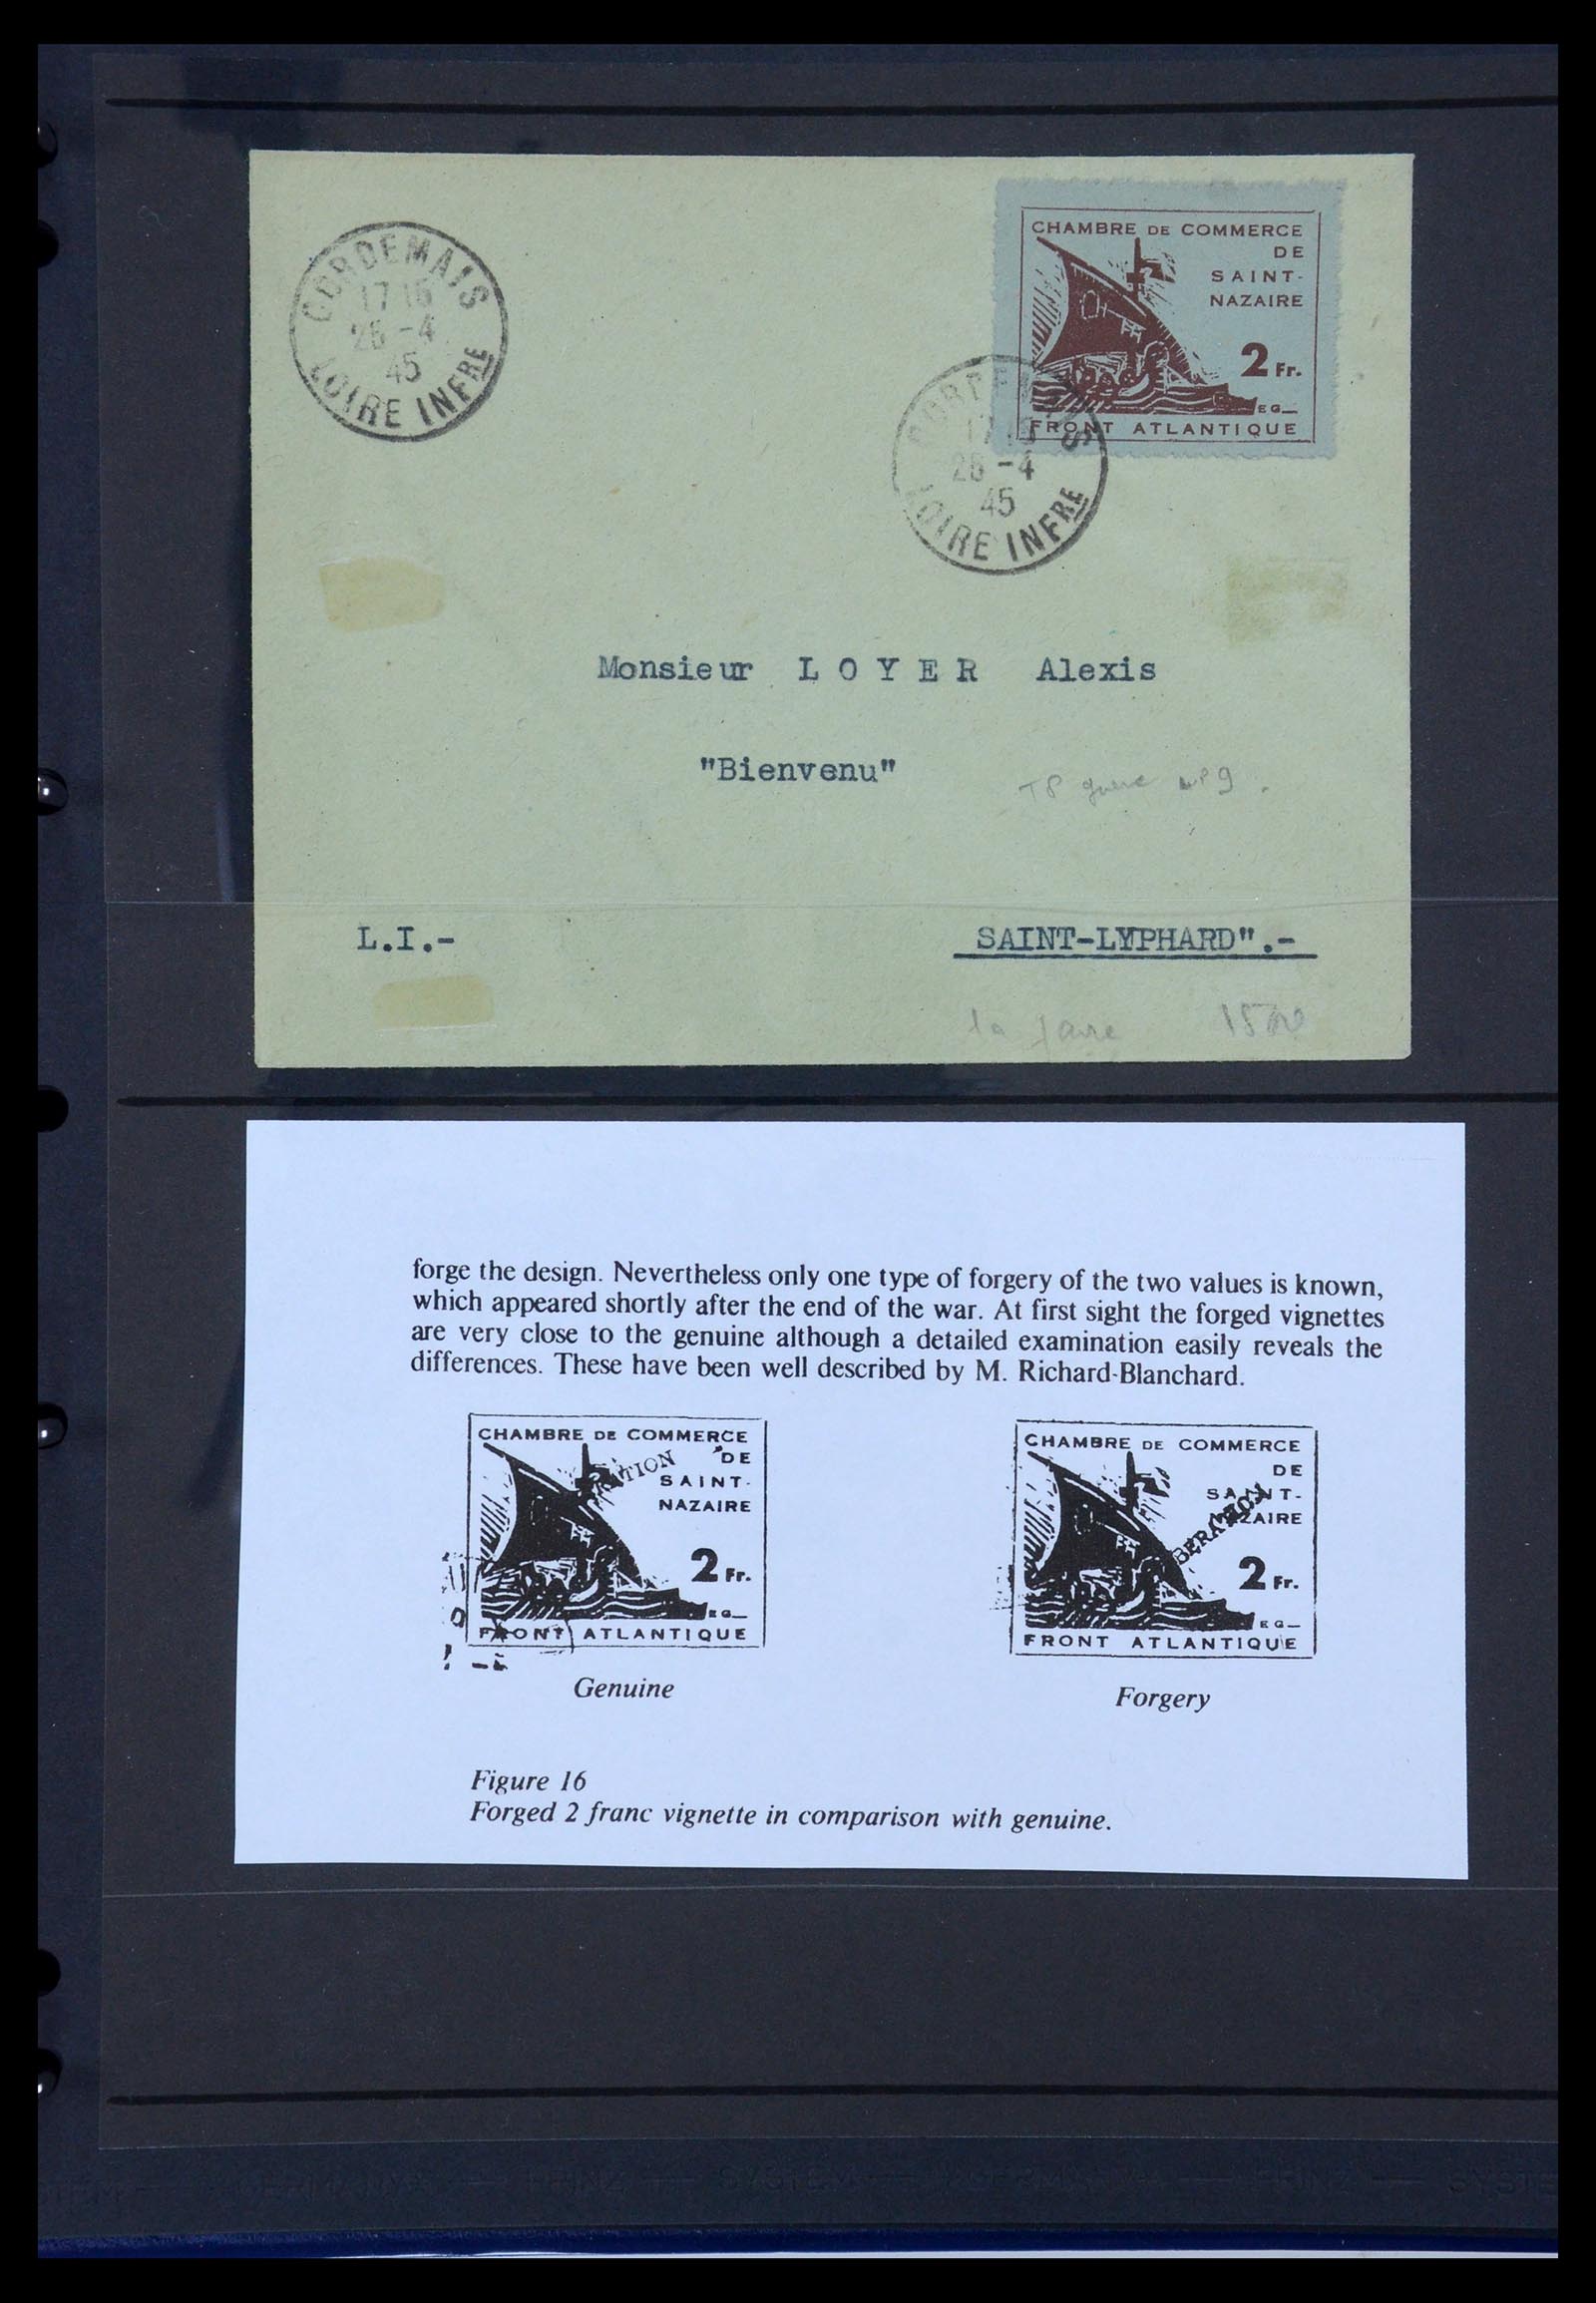 CORDEMAIS
17 15
26 -4
45
LOIRE INFRE
CHAMBRE DE COMMERCE
DE
SAINT-
NAZAIRE
2 Fr.
EG
FRONT ATLANTIQUE
CORDEMAIS
17 15
26 -4
45
LOIRE INFRE
Monsieur L O Y E R Alexis
"Bienvenu"
TP guerre n° 9.
L.I.-
SAINT-LYPHARD".-
forge the design. Nevertheless only one type of forgery of the two values is known,
which appeared shortly after the end of the war. At first sight the forged vignettes
are very close to the genuine although a detailed examination easily reveals the
differences. These have been well described by M. Richard-Blanchard.
CHAMBRE DE COMMERCE
DE
SAINT-
NAZAIRE
2 Fr.
EG
FRONT ATLANTIQUE
Genuine
CHAMBRE DE COMMERCE
DE
SAINT-
NAZAIRE
2 Fr.
EG
FRONT ATLANTIQUE
Forgery
Figure 16
Forged 2 franc vignette in comparison with genuine.